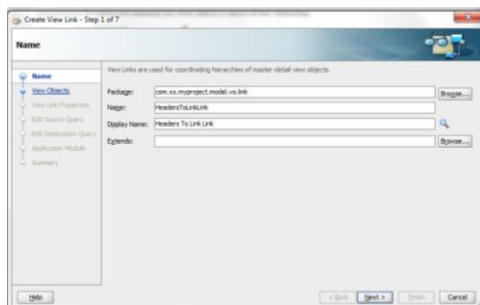 Create View Link - Step 1 of 7
Name
Name
View Objects
View Link Properties
Edit Source Query
Edit Destination Query
Application Module
Summary
View Links are used for coordinating hierarchies of master-detail view objects.
Package: com.xx.myproject.model.vo.link Browse...
Name: HeadersToLinkLink
Display Name: Headers To Link Link
Extends: Browse...
Help < Back Next > Finish Cancel